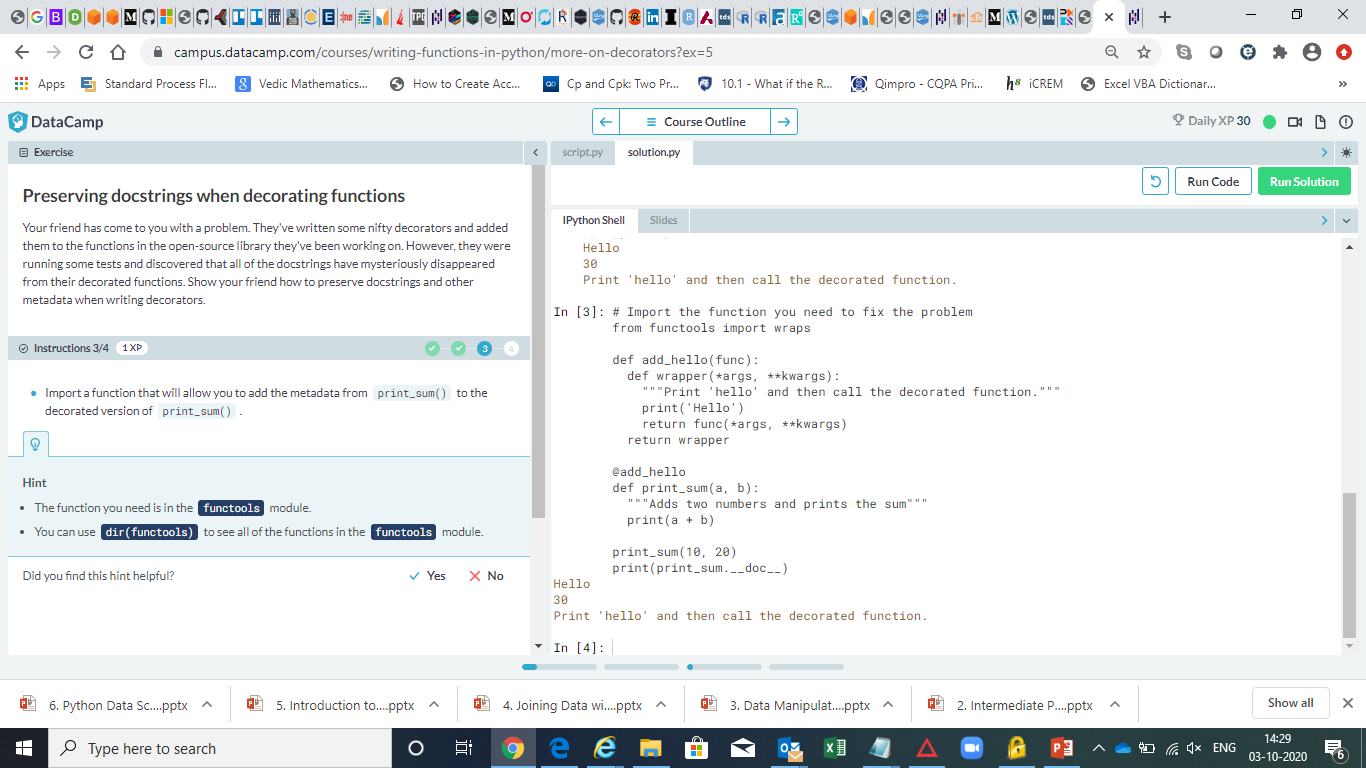 campus.datacamp.com/courses/writing-functions-in-python/more-on-decorators?ex=5
Apps
Standard Process Fl...
Vedic Mathematics...
How to Create Acc...
Cp and Cpk: Two Pr...
10.1 - What if the R...
Qimpro - CQPA Pri...
iCREM
Excel VBA Dictionar...
»
DataCamp
Course Outline
Daily XP 30
Exercise
script.py
solution.py
Preserving docstrings when decorating functions
Your friend has come to you with a problem. They've written some nifty decorators and added
them to the functions in the open-source library they've been working on. However, they were
running some tests and discovered that all of the docstrings have mysteriously disappeared
from their decorated functions. Show your friend how to preserve docstrings and other
metadata when writing decorators.
Instructions 3/4 1 XP
3 4
Import a function that will allow you to add the metadata from print_sum() to the
decorated version of print_sum() .
Hint
The function you need is in the functools module.
You can use dir(functools) to see all of the functions in the functools module.
Did you find this hint helpful?
Yes
No
Run Code
Run Solution
IPython Shell
Slides
Hello
30
Print 'hello' and then call the decorated function.
In [3]: # Import the function you need to fix the problem
from functools import wraps
def add_hello(func):
def wrapper(*args, **kwargs):
"""Print 'hello' and then call the decorated function."""
print('Hello')
return func(*args, **kwargs)
return wrapper
@add_hello
def print_sum(a, b):
"""Adds two numbers and prints the sum"""
print(a + b)
print_sum(10, 20)
print(print_sum.__doc__)
Hello
30
Print 'hello' and then call the decorated function.
In [4]:
6. Python Data Sc....pptx
5. Introduction to....pptx
4. Joining Data wi....pptx
3. Data Manipulat....pptx
2. Intermediate P....pptx
Show all
Type here to search
ENG
14:29
03-10-2020
6